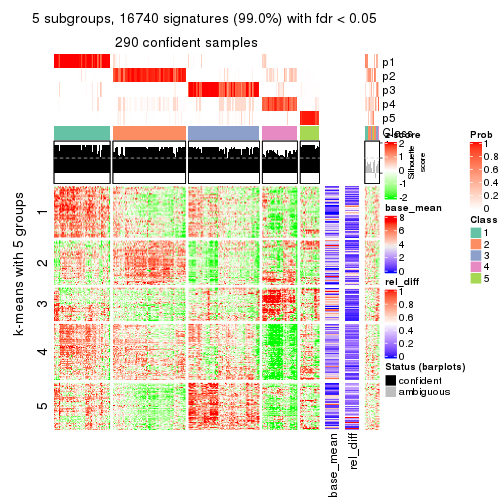 5 subgroups, 16740 signatures (99.0%) with fdr < 0.05
290 confident samples
p1
p2
p3
p4
p5
Class
Silhouette
score
k-means with 5 groups
1
2
3
4
5
base_mean
rel_diff
z-score
2
1
0
-1
-2
base_mean
8
6
4
2
0
rel_diff
1
0.8
0.6
0.4
0.2
0
Status (barplots)
confident
ambiguous
Prob
1
0.8
0.6
0.4
0.2
0
Class
1
2
3
4
5